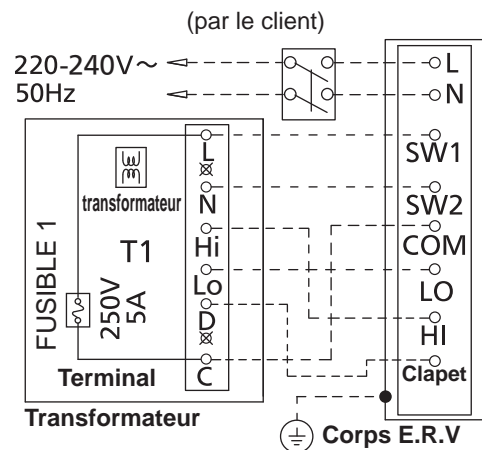 (par le client)
220-240V～
50Hz
L
N
SW1
SW2
COM
LO
HI
Clapet
L
N
Hi
Lo
D
C
transformateur
T1
FUSIBLE 1
250V
5A
Terminal
Transformateur
Corps E.R.V